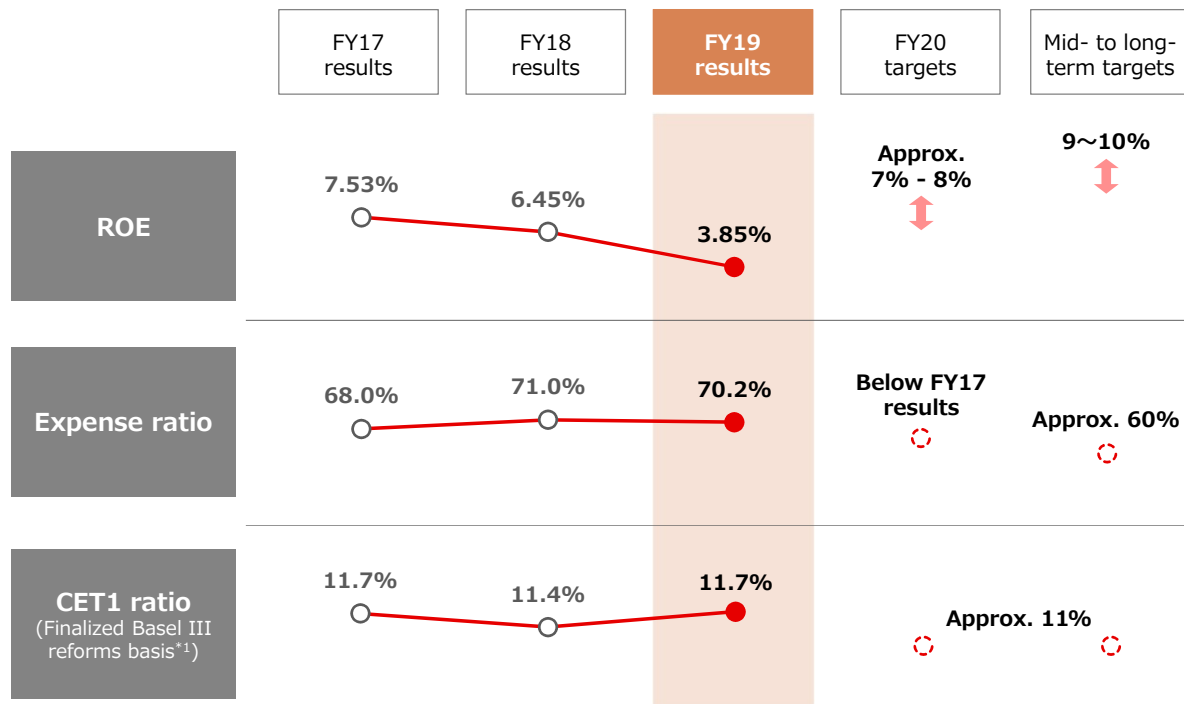 FY17
results
FY18
results
FY19
results
FY20
targets
Mid- to long-
term targets
ROE
7.53%
6.45%
3.85%
Approx.
7% - 8%
9～10%
Expense ratio
68.0%
71.0%
70.2%
Below FY17
results
Approx. 60%
CET1 ratio
(Finalized Basel III
reforms basis*1)
11.7%
11.4%
11.7%
Approx. 11%